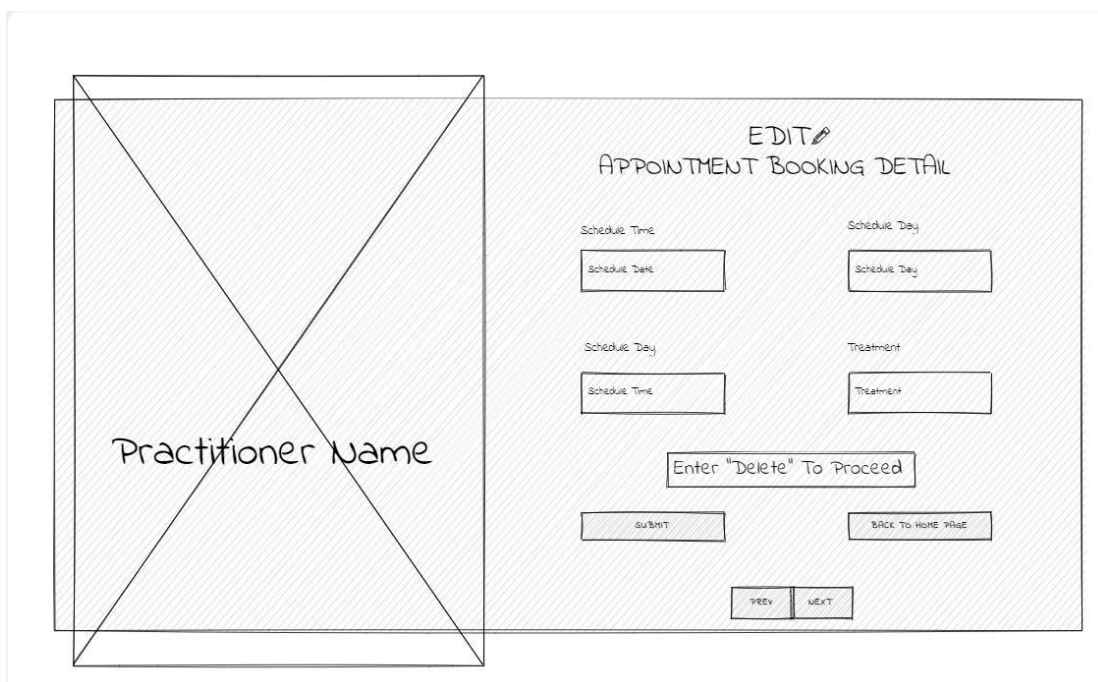 EDIT
APPOINTMENT BOOKING DETAIL
Schedule Time
Schedule Day
Schedule Date
Schedule Day
Schedule Day
Treatment
Schedule Time
Treatment
Practitioner Name
Enter "Delete" To Proceed
SUBMIT
BACK TO HOME PAGE
PREV
NEXT